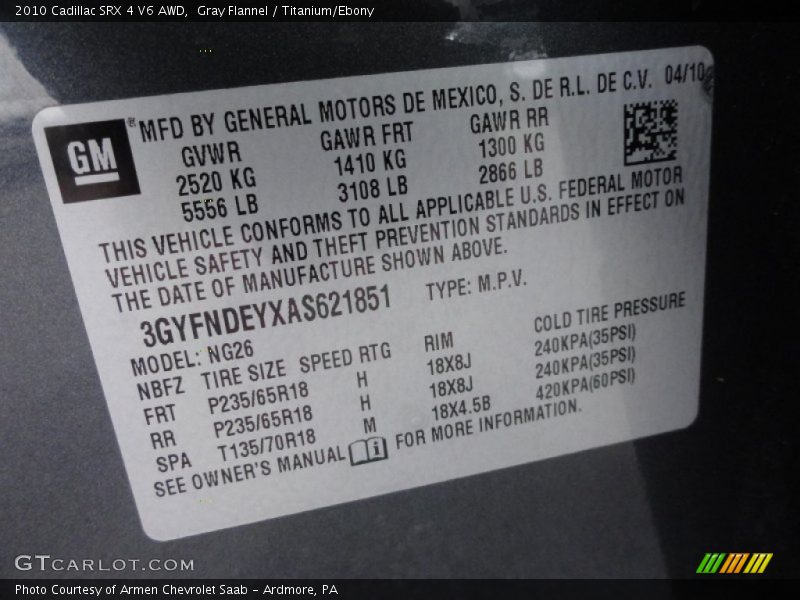 2010 Cadillac SRX 4 V6 AWD,  Gray Flannel / Titanium/Ebony
GM
® MFD BY GENERAL MOTORS DE MEXICO, S. DE R.L. DE C.V. 04/10
GVWR GAWR FRT GAWR RR
2520 KG 1410 KG 1300 KG
5556 LB 3108 LB 2866 LB
THIS VEHICLE CONFORMS TO ALL APPLICABLE U.S. FEDERAL MOTOR
VEHICLE SAFETY AND THEFT PREVENTION STANDARDS IN EFFECT ON
THE DATE OF MANUFACTURE SHOWN ABOVE.
3GYFNDEYXAS621851 TYPE: M.P.V.
MODEL: NG26
NBFZ TIRE SIZE SPEED RTG RIM COLD TIRE PRESSURE
FRT P235/65R18 H 18X8J 240KPA(35PSI)
RR P235/65R18 H 18X8J 240KPA(35PSI)
SPA T135/70R18 M 18X4.5B 420KPA(60PSI)
SEE OWNER'S MANUAL i FOR MORE INFORMATION.
GTCARLOT.COM
Photo Courtesy of Armen Chevrolet Saab - Ardmore, PA